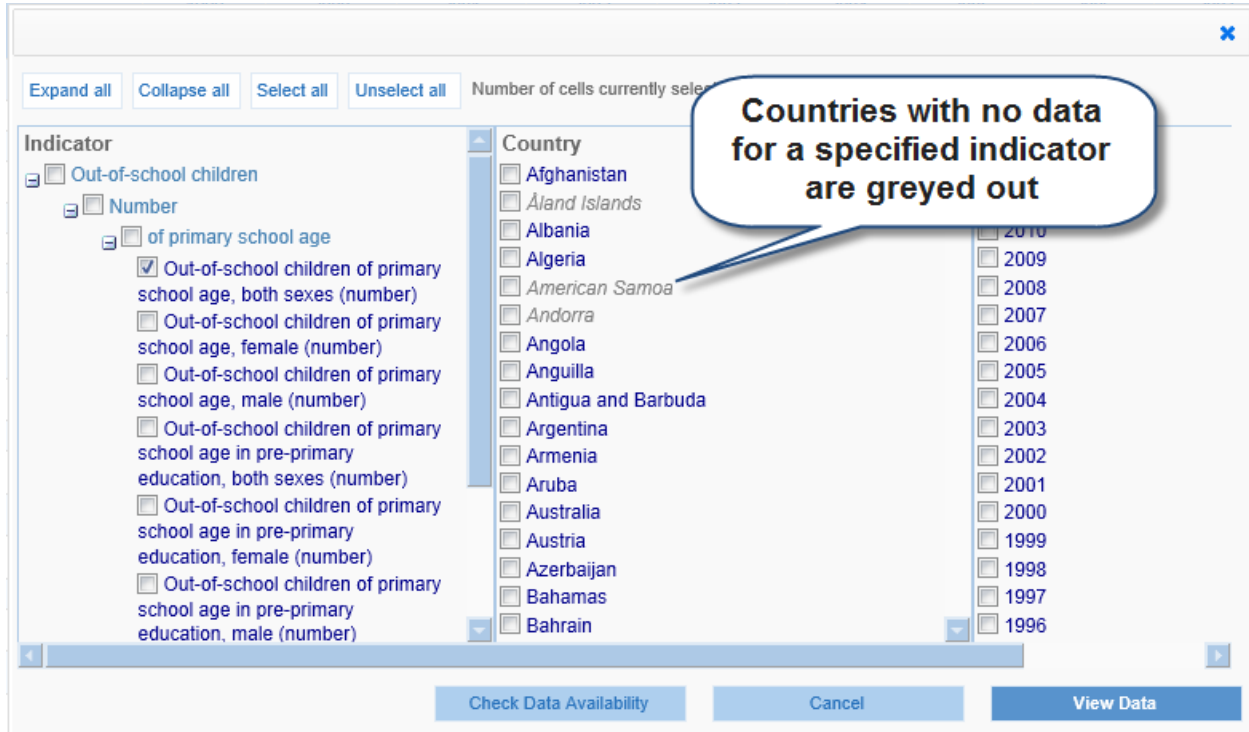 Expand all
Collapse all
Select all
Unselect all
Number of cells currently
Countries with no data
for a specified indicator
are greyed out
Indicator
Out-of-school children
Number
of primary school age
Out-of-school children of primary
school age, both sexes (number)
Out-of-school children of primary
school age, female (number)
Out-of-school children of primary
school age, male (number)
Out-of-school children of primary
school age in pre-primary
education, both sexes (number)
Out-of-school children of primary
school age in pre-primary
education, female (number)
Out-of-school children of primary
school age in pre-primary
education, male (number)
Country
Afghanistan
Åland Islands
Albania
Algeria
American Samoa
Andorra
Angola
Anguilla
Antigua and Barbuda
Argentina
Armenia
Aruba
Australia
Austria
Azerbaijan
Bahamas
Bahrain
2010
2009
2008
2007
2006
2005
2004
2003
2002
2001
2000
1999
1998
1997
1996
Check Data Availability
Cancel
View Data